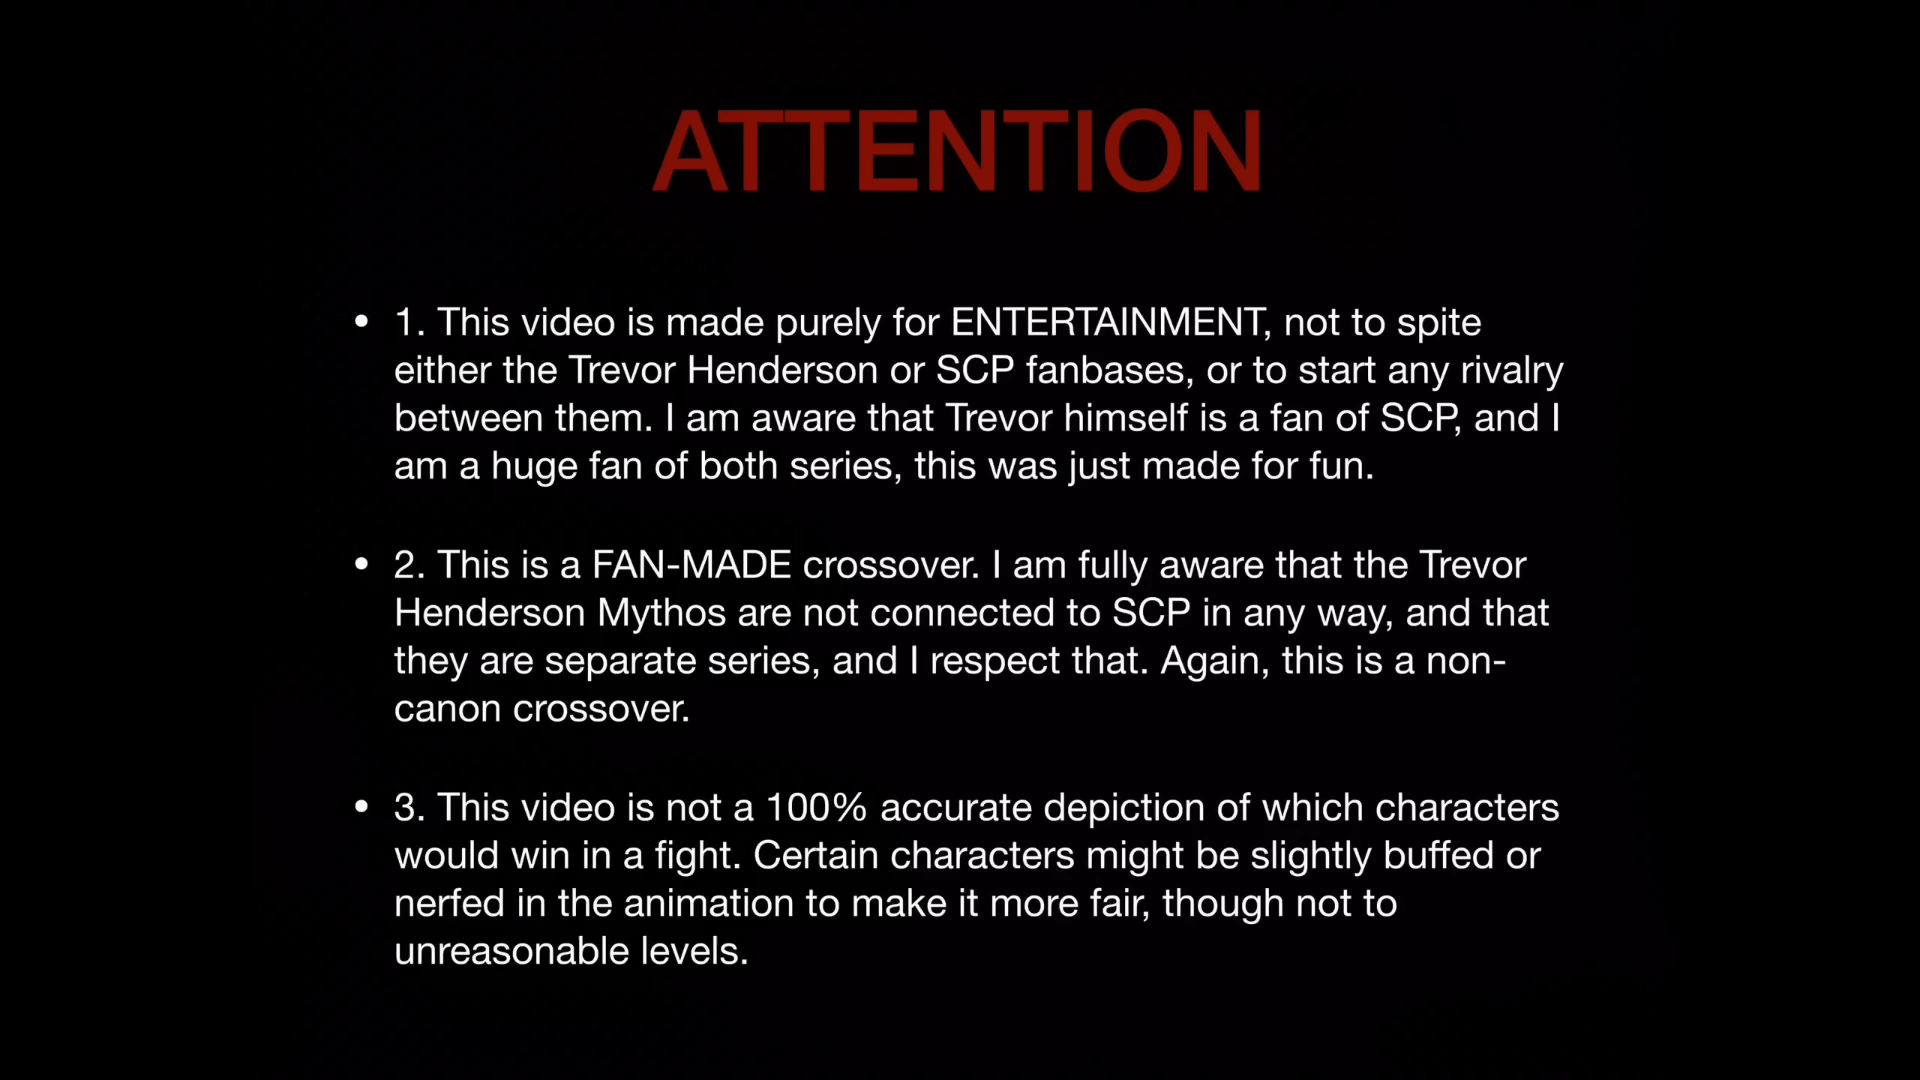 ATTENTION
• 1. This video is made purely for ENTERTAINMENT, not to spite
either the Trevor Henderson or SCP fanbases, or to start any rivalry
between them. I am aware that Trevor himself is a fan of SCP, and I
am a huge fan of both series, this was just made for fun.
• 2. This is a FAN-MADE crossover. I am fully aware that the Trevor
Henderson Mythos are not connected to SCP in any way, and that
they are separate series, and I respect that. Again, this is a non-
canon crossover.
• 3. This video is not a 100% accurate depiction of which characters
would win in a fight. Certain characters might be slightly buffed or
nerfed in the animation to make it more fair, though not to
unreasonable levels.